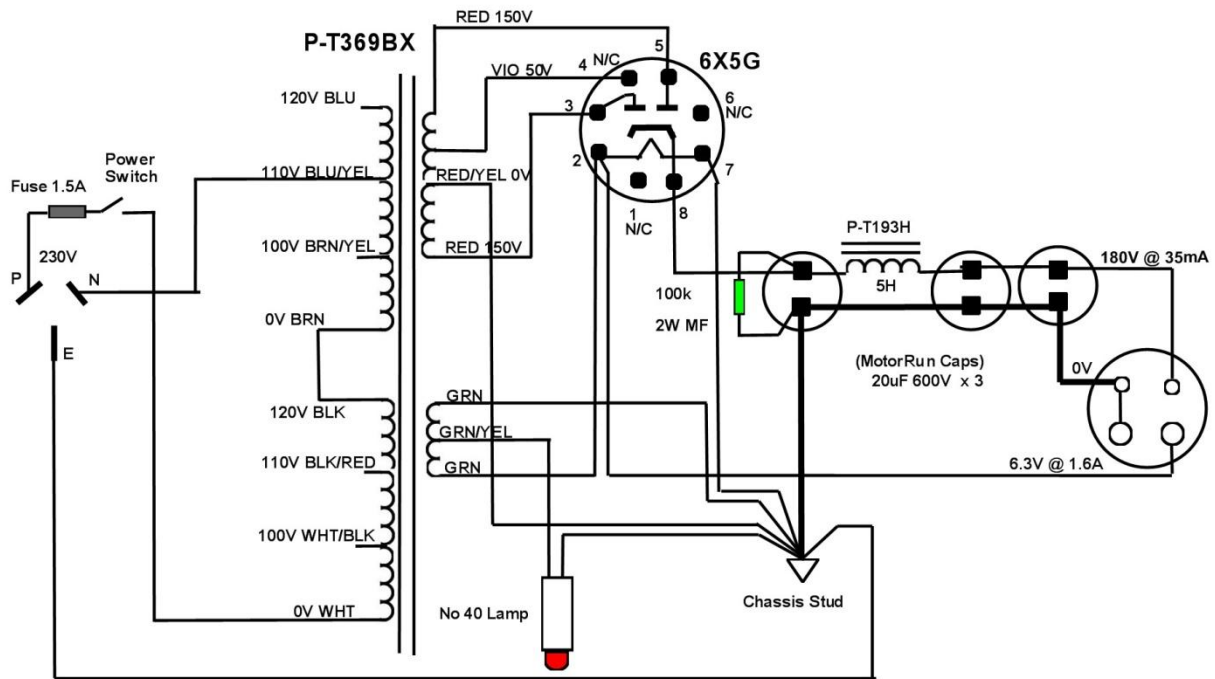 RED 150V
P-T369BX
5
4 N/C
6X5G
VIO 50V
120V BLU
3
6
N/C
Power
Switch
110V BLU/YEL
2
7
Fuse 1.5A
RED/YEL 0V
1
N/C
8
P-T193H
230V
100V BRN/YEL
RED 150V
180V @ 35mA
P
N
100k
5H
0V BRN
2W MF
E
(MotorRun Caps)
20uF 600V x 3
0V
120V BLK
GRN
GRN/YEL
110V BLK/RED
GRN
6.3V @ 1.6A
100V WHT/BLK
No 40 Lamp
Chassis Stud
0V WHT